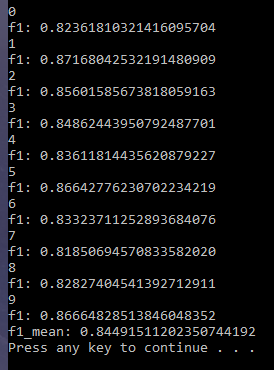 0
f1: 0.82361810321416095704
1
f1: 0.87168042532191480909
2
f1: 0.85601585673818059163
3
f1: 0.84862443950792487701
4
f1: 0.83611814435620879227
5
f1: 0.86642776230702234219
6
f1: 0.83323711252893684076
7
f1: 0.81850694570833582020
8
f1: 0.82827404541392712911
9
f1: 0.86664828513846048352
f1_mean: 0.84491511202350744192
Press any key to continue . . .